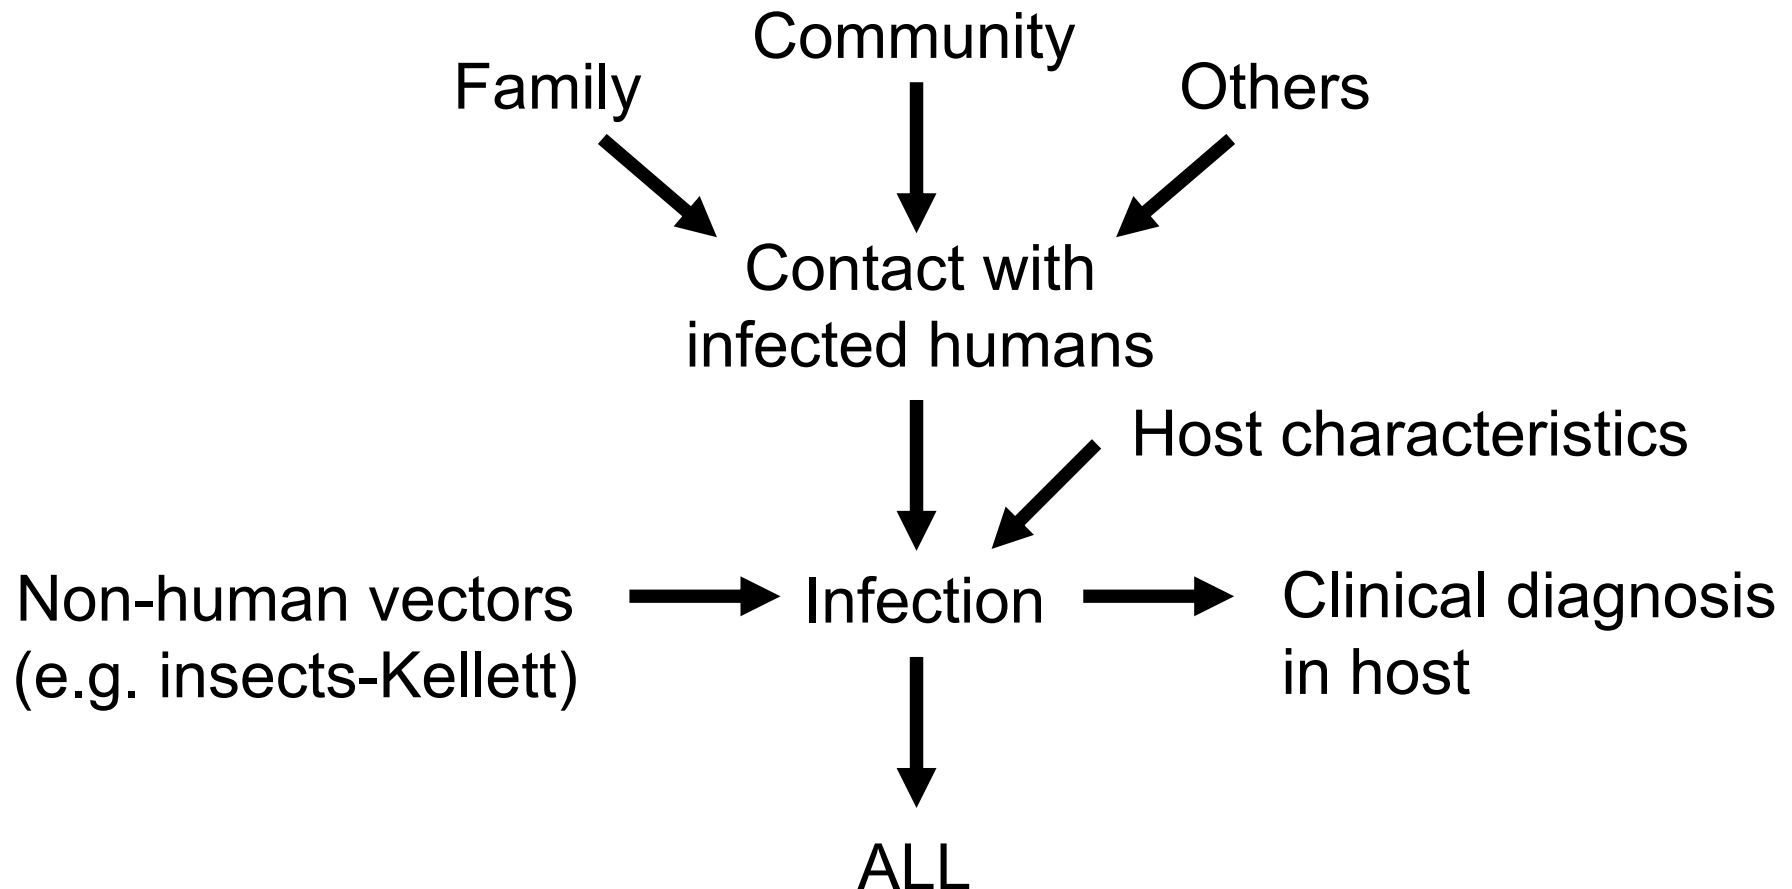 Community
Family
Others
Contact with
infected humans
Host characteristics
Non-human vectors
(e.g. insects-Kellett)
Infection
Clinical diagnosis
in host
ALL